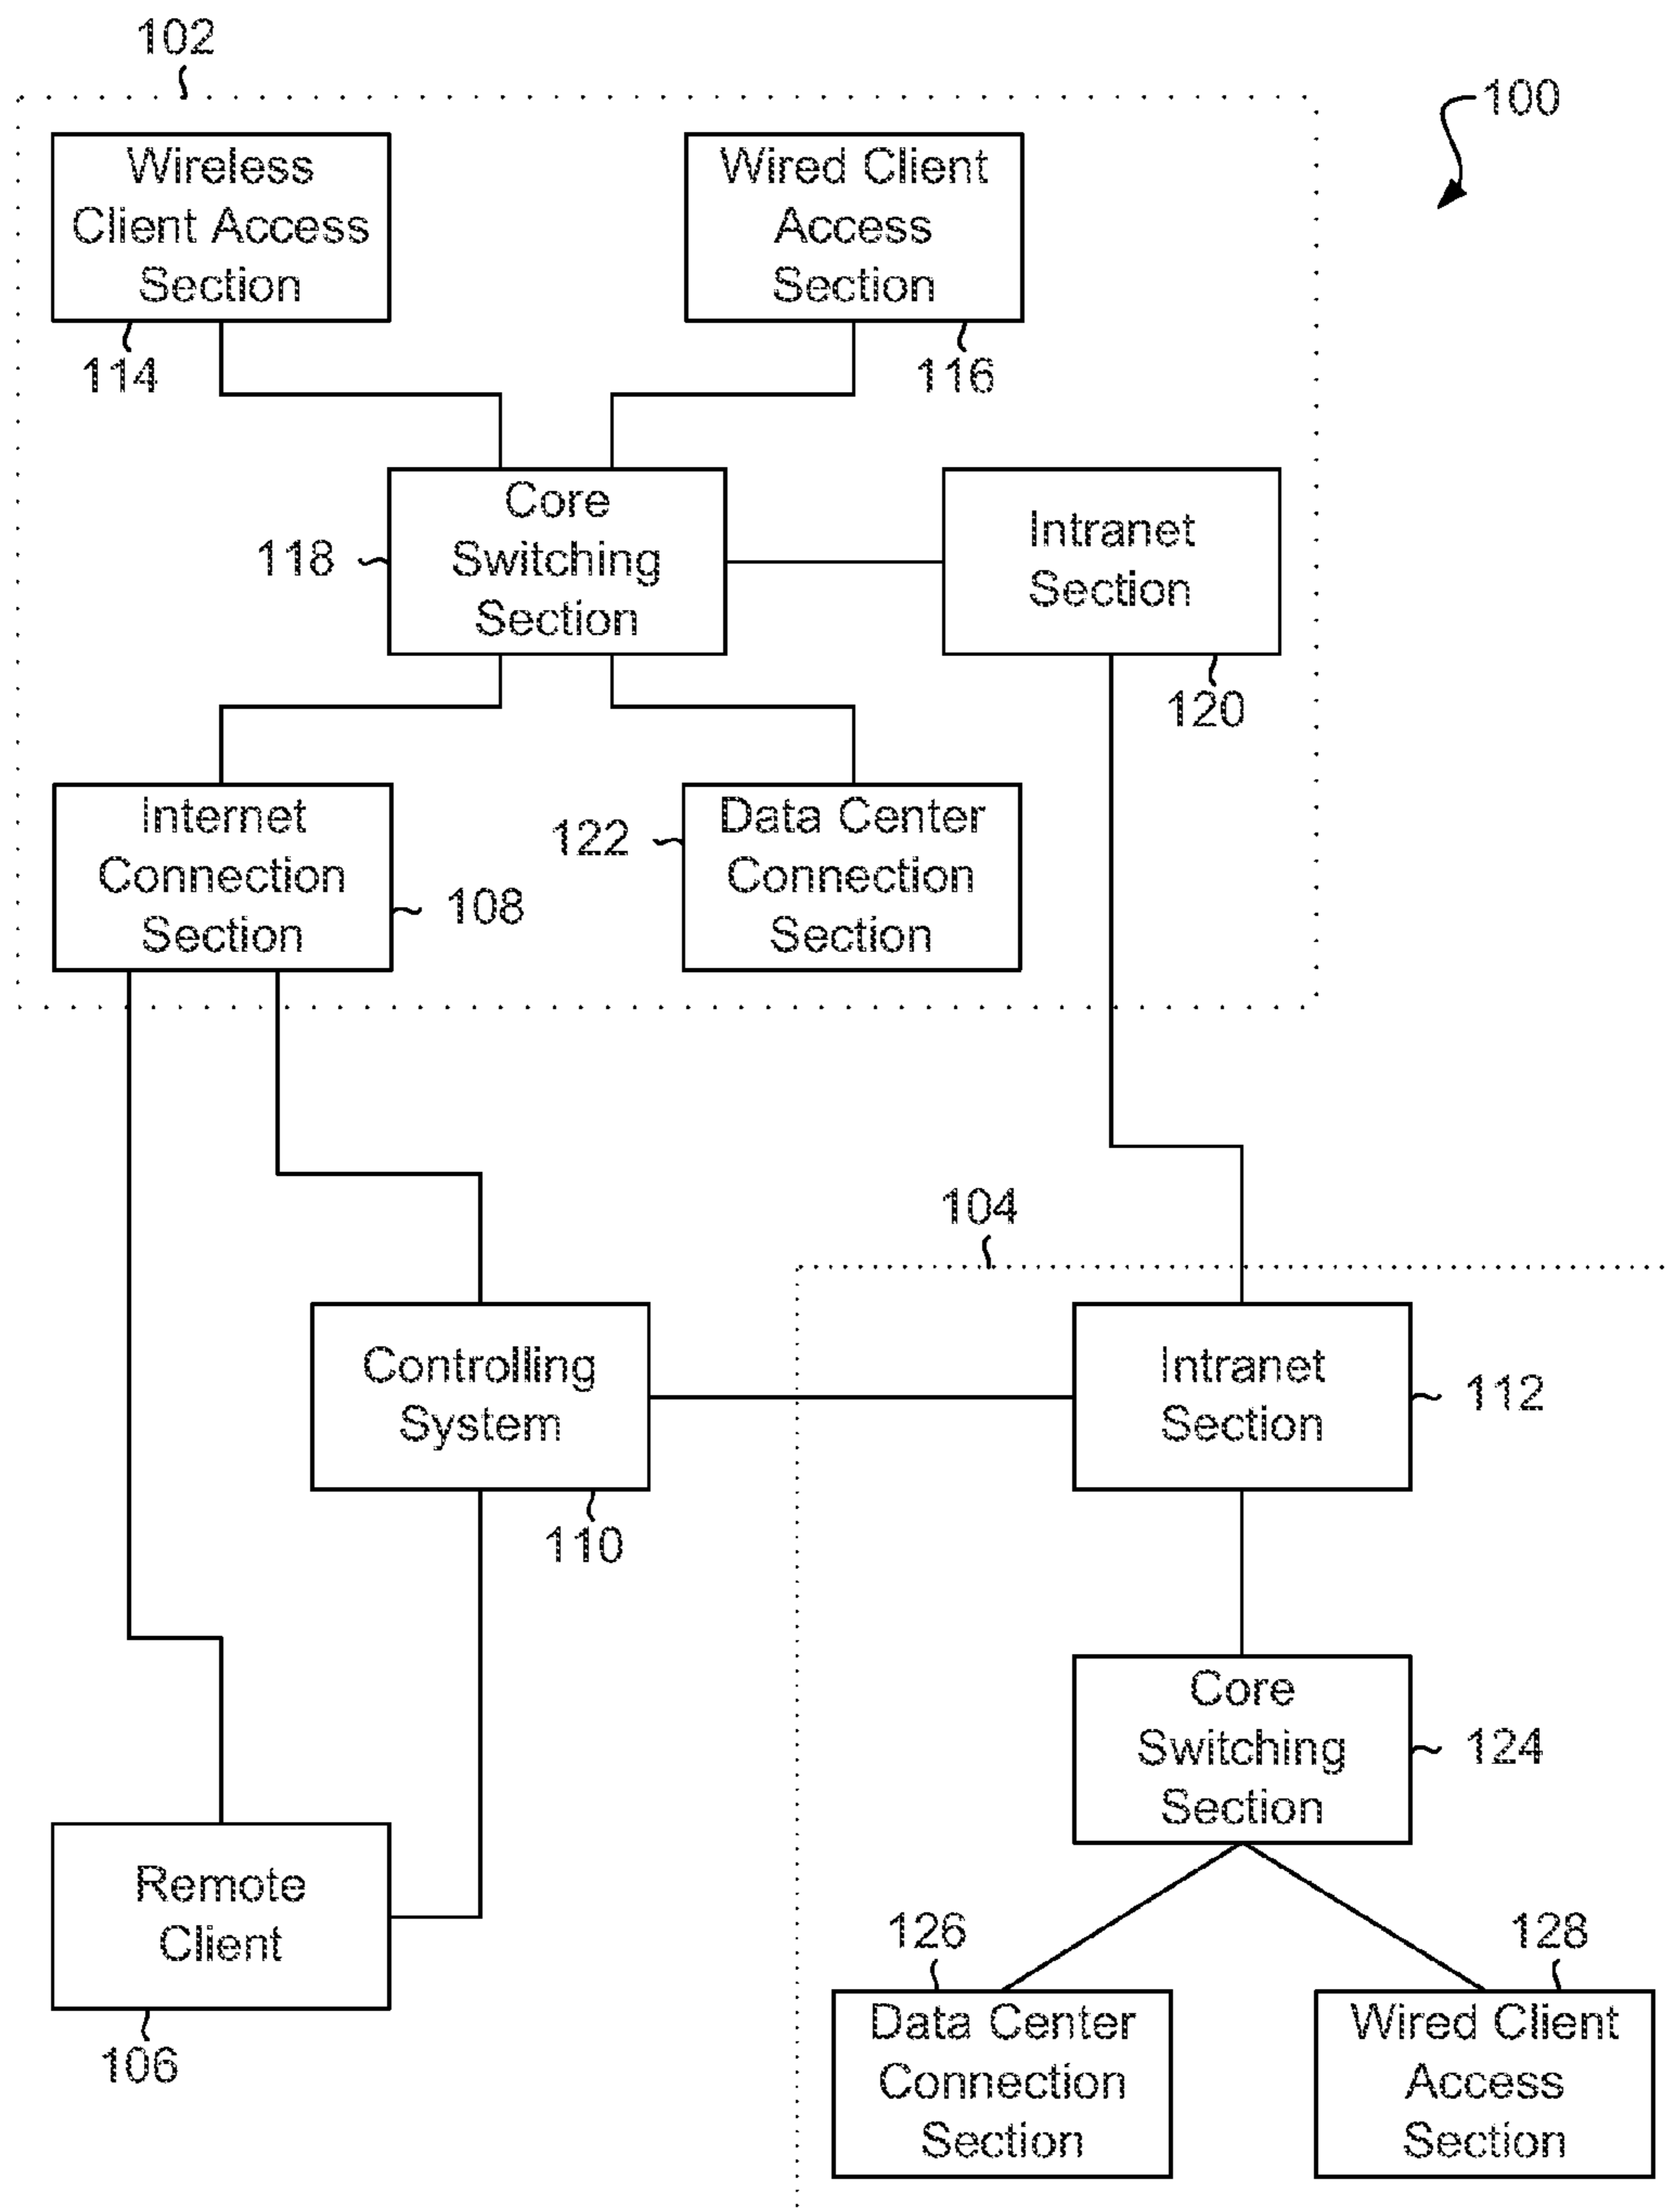 102
100
Wireless
Client Access
Section
114
Wired Client
Access
Section
116
Core
Switching
Section
118
Intranet
Section
120
Internet
Connection
Section
108
122
Data Center
Connection
Section
104
Controlling
System
110
Intranet
Section
112
Core
Switching
Section
124
Remote
Client
106
126
Data Center
Connection
Section
128
Wired Client
Access
Section